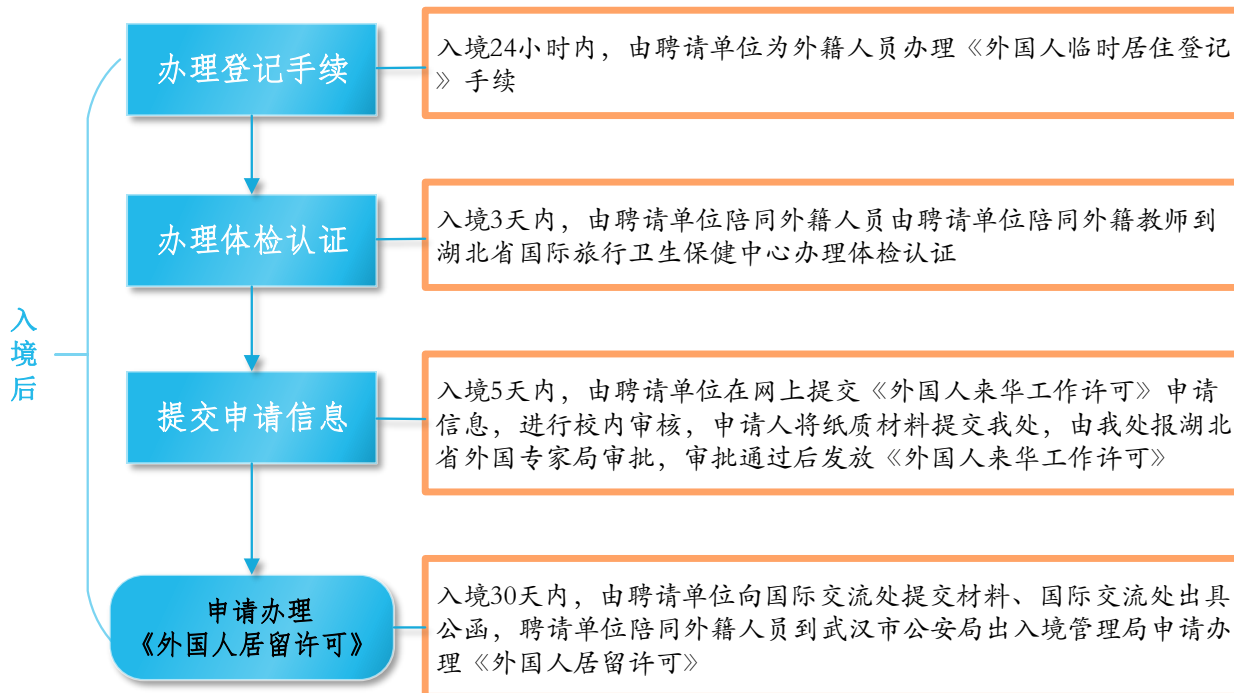 入境后
办理登记手续
入境24小时内，由聘请单位为外籍人员办理《外国人临时居住登记
》手续
办理体检认证
入境3天内，由聘请单位陪同外籍人员由聘请单位陪同外籍教师到
湖北省国际旅行卫生保健中心办理体检认证
提交申请信息
入境5天内，由聘请单位在网上提交《外国人来华工作许可》申请
信息，进行校内审核，申请人将纸质材料提交我处，由我处报湖北
省外国专家局审批，审批通过后发放《外国人来华工作许可》
申请办理
《外国人居留许可》
入境30天内，由聘请单位向国际交流处提交材料、国际交流处出具
公函，聘请单位陪同外籍人员到武汉市公安局出入境管理局申请办
理《外国人居留许可》